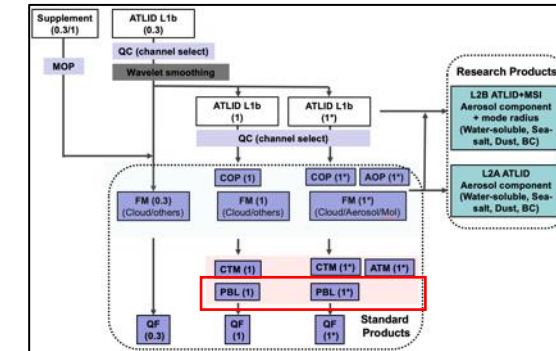 Supplement
(0.3/1)
ATLID L1b
(0.3)
QC (channel select)
MOP
Wavelet smoothing
ATLID L1b
(1)
ATLID L1b
(1*)
QC (channel select)
COP (1)
COP (1*)
AOP (1*)
FM (0.3)
(Cloud/others)
FM (1)
(Cloud/others)
FM (1*)
(Cloud/Aerosol/Mol)
CTM (1)
CTM (1*)
ATM (1*)
PBL (1)
PBL (1*)
QF
(0.3)
QF
(1)
QF
(1*)
Standard
Products
Research Products
L2B ATLID+MSI
Aerosol component
+ mode radius
(Water-soluble, Sea-
salt, Dust, BC)
L2A ATLID
Aerosol component
(Water-soluble, Sea-
salt, Dust, BC)